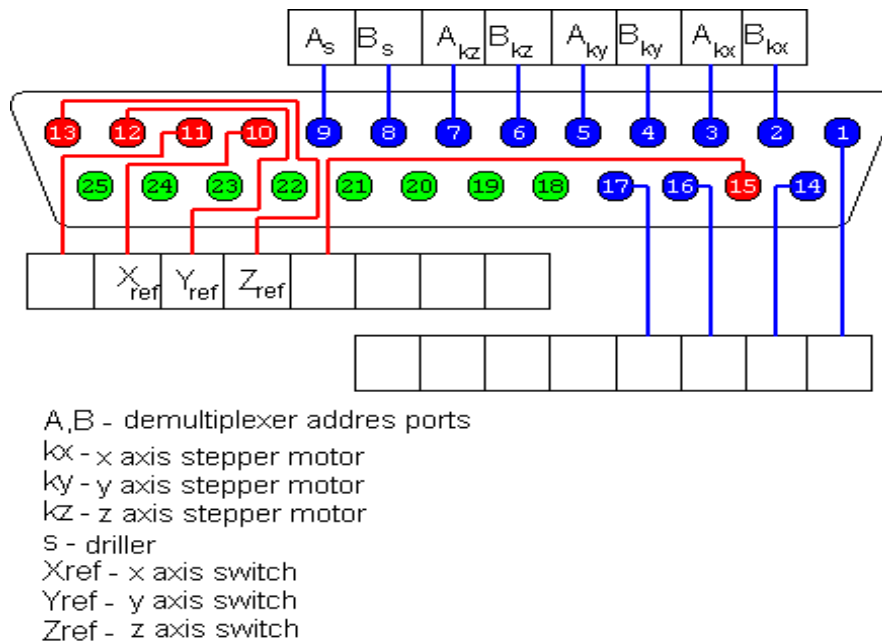 As Bs Akz Bkz Aky Bky Akx Bkx
13 12 11 10 9 8 7 6 5 4 3 2 1
25 24 23 22 21 20 19 18 17 16 15 14
Xref Yref Zref
A,B - demultiplexer addres ports
kx - x axis stepper motor
ky - y axis stepper motor
kz - z axis stepper motor
s - driller
Xref - x axis switch
Yref - y axis switch
Zref - z axis switch